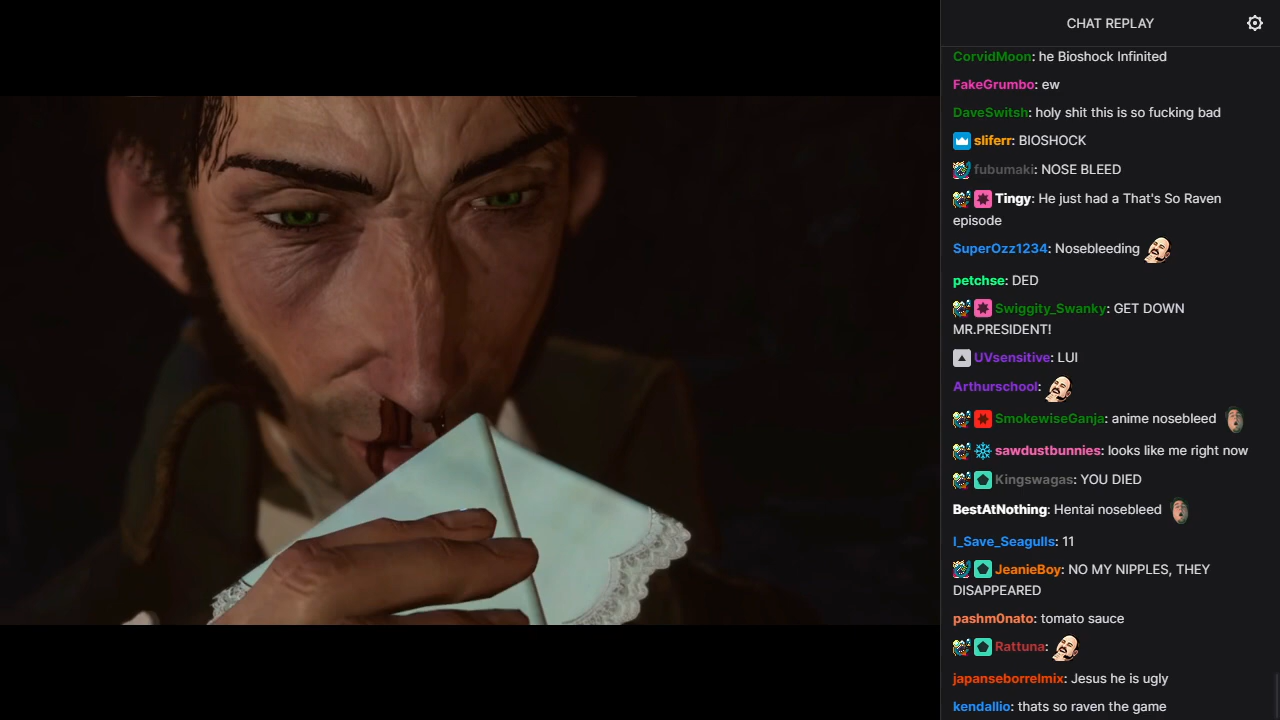 CHAT REPLAY
CorvidMoon: he Bioshock Infinited
FakeGrumbo: ew
DaveSwitsh: holy shit this is so fucking bad
sliferr: BIOSHOCK
fubumaki: NOSE BLEED
Tingy: He just had a That's So Raven
episode
SuperOzz1234: Nosebleeding
petchse: DED
Swiggity_Swanky: GET DOWN
MR.PRESIDENT!
UVsensitive: LUI
Arthurschool:
SmokewiseGanja: anime nosebleed
sawdustbunnies: looks like me right now
Kingswagas: YOU DIED
BestAtNothing: Hentai nosebleed
I_Save_Seagulls: 11
JeanieBoy: NO MY NIPPLES, THEY
DISAPPEARED
pashm0nato: tomato sauce
Rattuna:
japanseborrelmix: Jesus he is ugly
kendallio: thats so raven the game